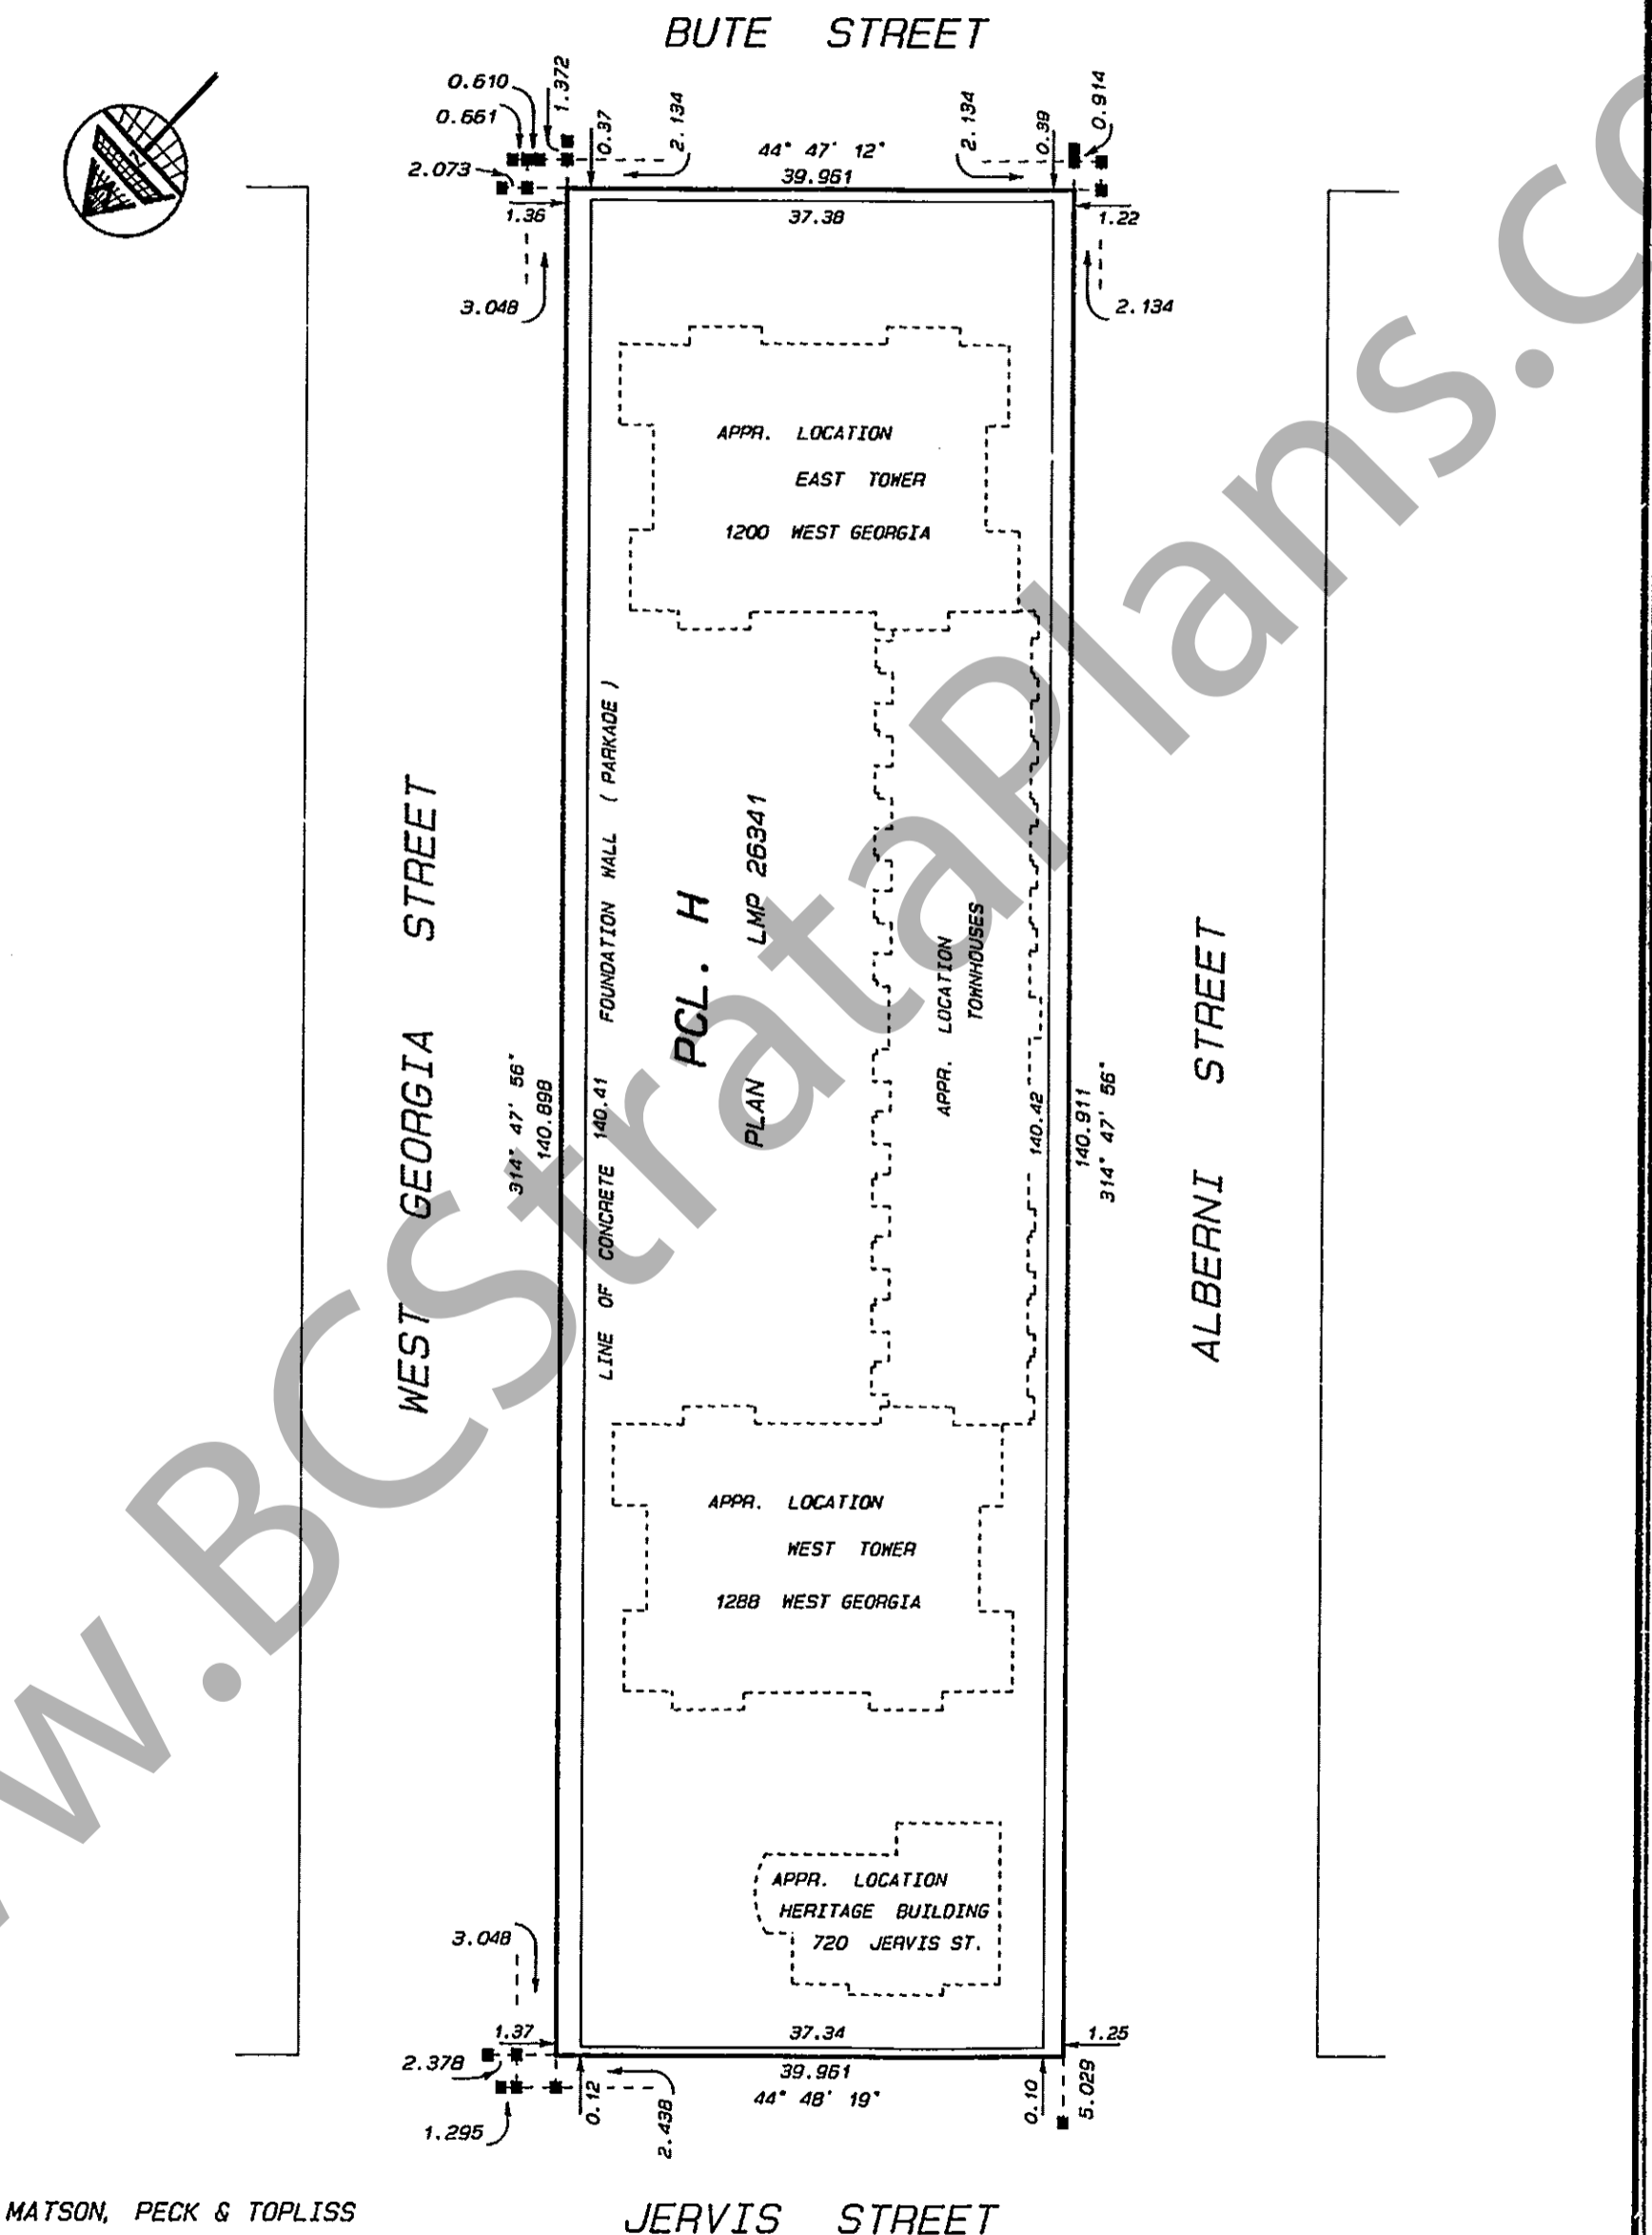 BUTE STREET
0.610
0.661
1.372
2.073
0.37
2.134
44° 47' 12"
39.961
2.134
0.39
0.914
1.36
37.38
1.22
3.048
2.134
APPR. LOCATION
EAST TOWER
1200 WEST GEORGIA
WEST GEORGIA STREET
314° 47' 56"
140.898
LINE OF CONCRETE 140.41 FOUNDATION WALL ( PARKADE )
PCL. H
PLAN LMP 26341
APPR. LOCATION
TOWNHOUSES
140.42
140.911
314° 47' 56"
ALBERNI STREET
APPR. LOCATION
WEST TOWER
1288 WEST GEORGIA
APPR. LOCATION
HERITAGE BUILDING
720 JERVIS ST.
3.048
1.37
37.34
1.25
2.378
39.961
44° 48' 19"
1.295
0.12
2.438
0.10
5.029
MATSON, PECK & TOPLISS
JERVIS STREET
w.BCStrataPlans.c